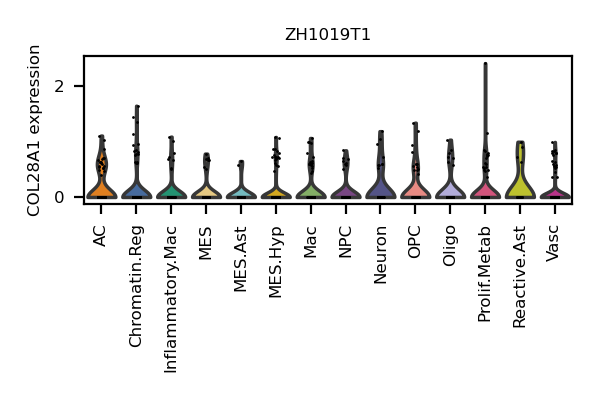 ZH1019T1
COL28A1 expression
2
0
AC
Chromatin.Reg
Inflammatory.Mac
MES
MES.Ast
MES.Hyp
Mac
NPC
Neuron
OPC
Oligo
Prolif.Metab
Reactive.Ast
Vasc